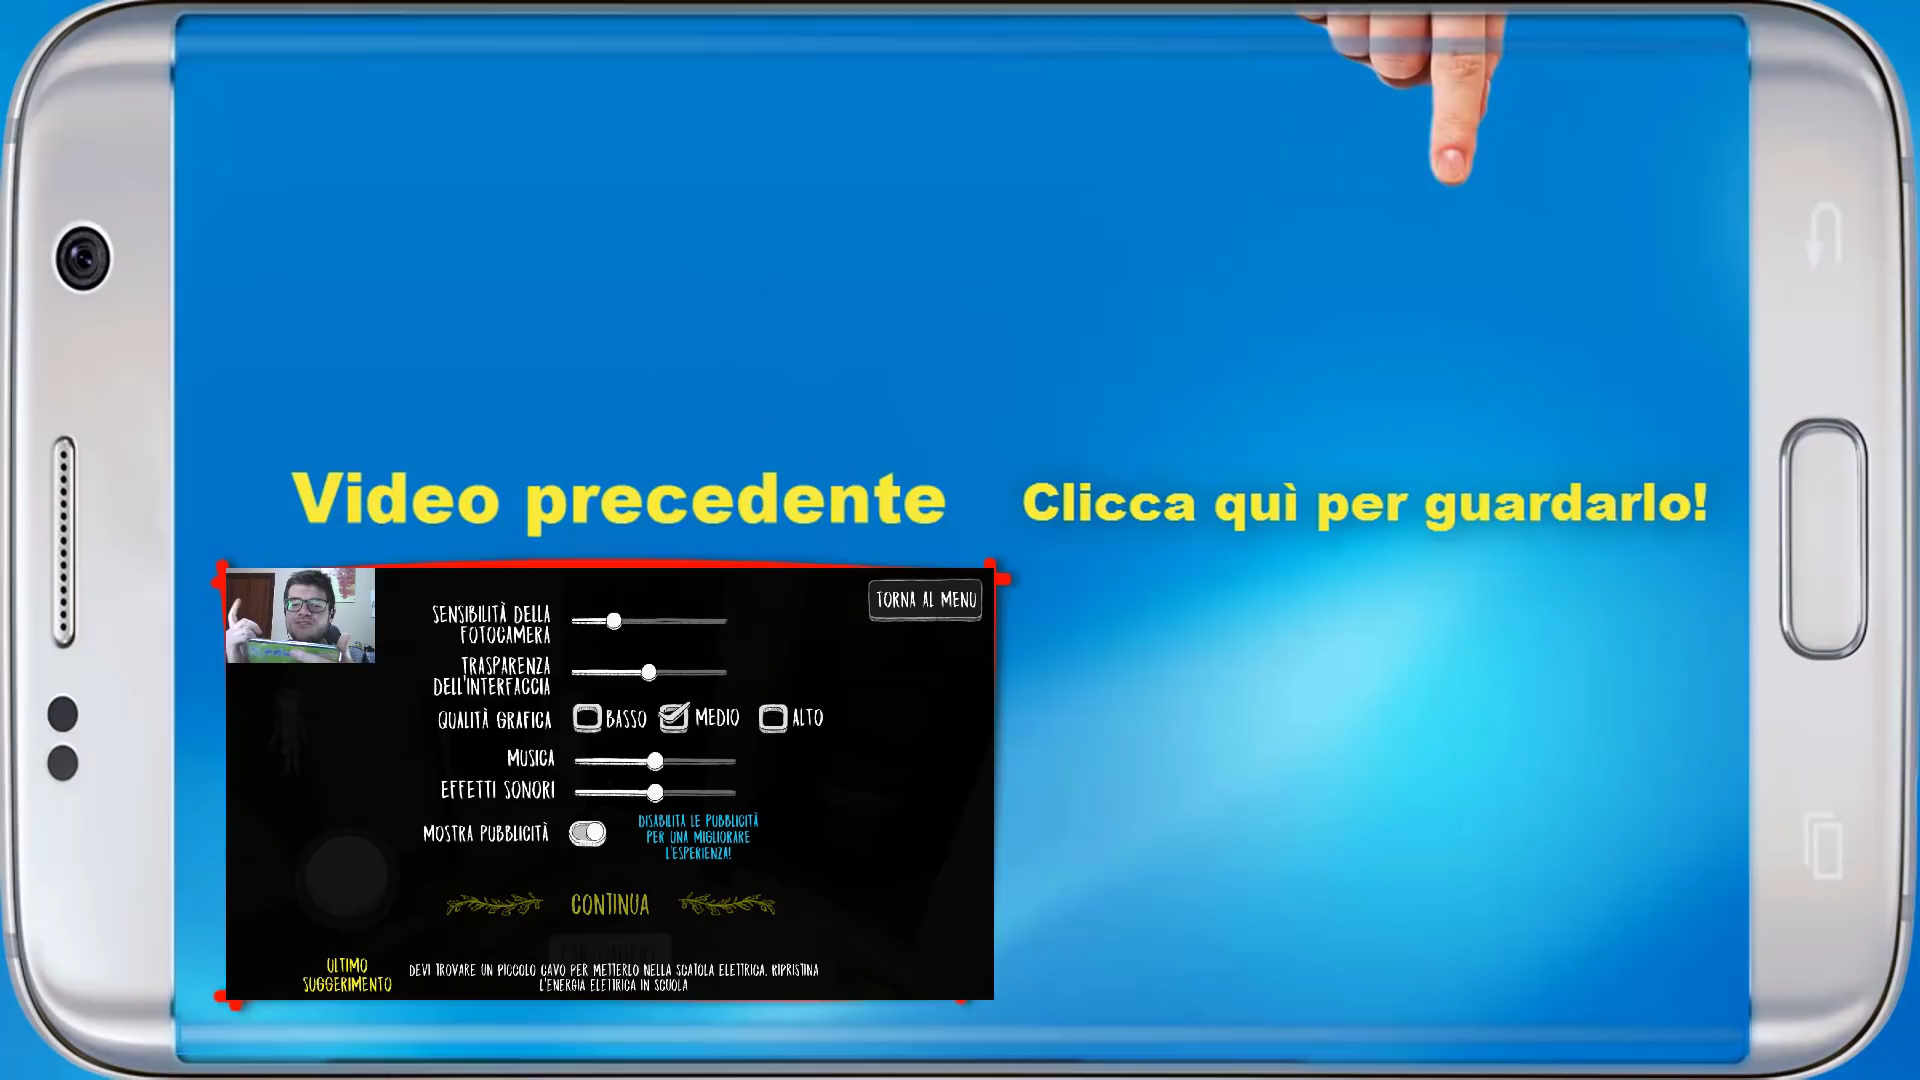 Video precedente
Clicca quì per guardarlo!
TORNA AL MENU
SENSIBILITÀ DELLA
FOTOCAMERA
TRASPARENZA
DELL'INTERFACCIA
QUALITÀ GRAFICA BASSO MEDIO ALTO
MUSICA
EFFETTI SONORI
MOSTRA PUBBLICITÀ
DISABILITA LE PUBBLICITÀ
PER UNA MIGLIORARE
L'ESPERIENZA!
CONTINUA
ULTIMO
SUGGERIMENTO
DEVI TROVARE UN PICCOLO CAVO PER METTERLO NELLA SCATOLA ELETTRICA. RIPRISTINA
L'ENERGIA ELETTRICA IN SCUOLA